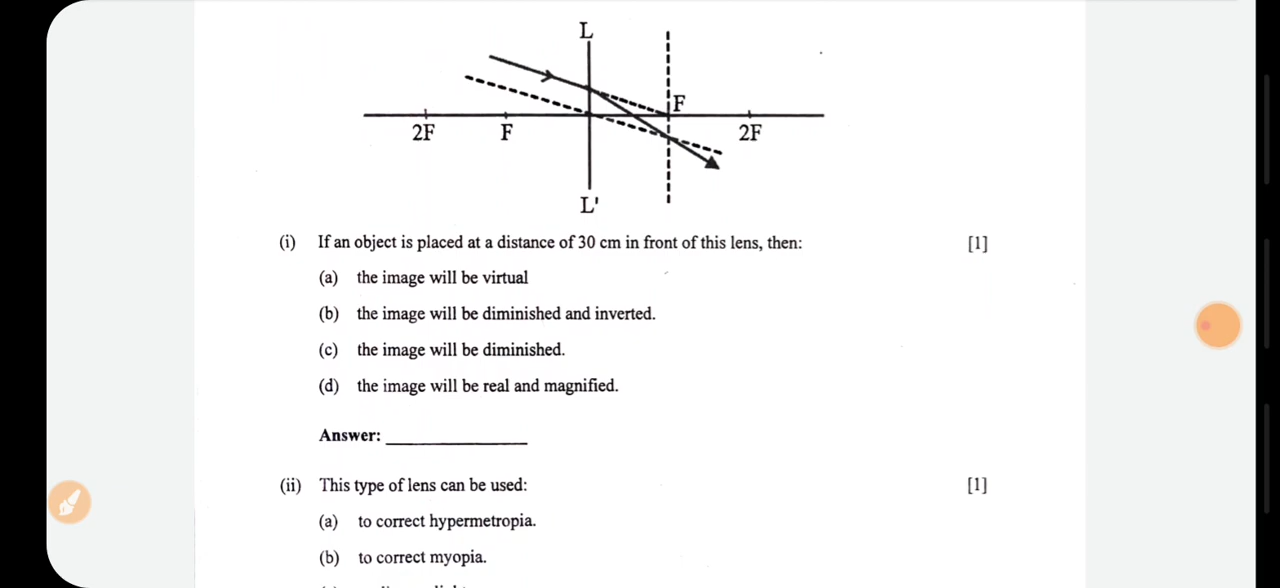 L
F
2F F 2F
L'
(i) If an object is placed at a distance of 30 cm in front of this lens, then: [1]
(a) the image will be virtual
(b) the image will be diminished and inverted.
(c) the image will be diminished.
(d) the image will be real and magnified.
Answer: ______________
(ii) This type of lens can be used: [1]
(a) to correct hypermetropia.
(b) to correct myopia.